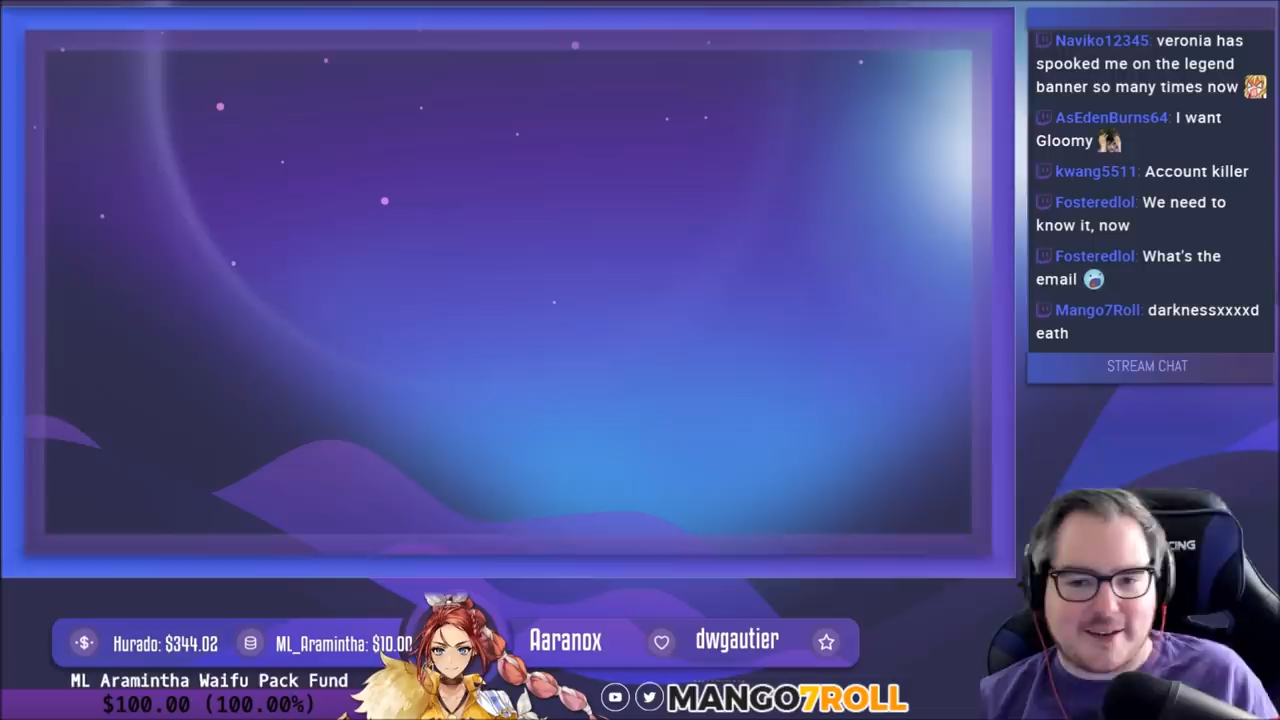 Naviko12345: veronia has
spooked me on the legend
banner so many times now
AsEdenBurns64: I want
Gloomy
kwang5511: Account killer
Fosteredlol: We need to
know it, now
Fosteredlol: What's the
email
Mango7Roll: darknessxxxxd
eath
STREAM CHAT
CING
Hurado: $344.02
ML_Aramintha: $10.00
Aaranox
dwgautier
ML Aramintha Waifu Pack Fund
$100.00 (100.00%)
MANGO7ROLL